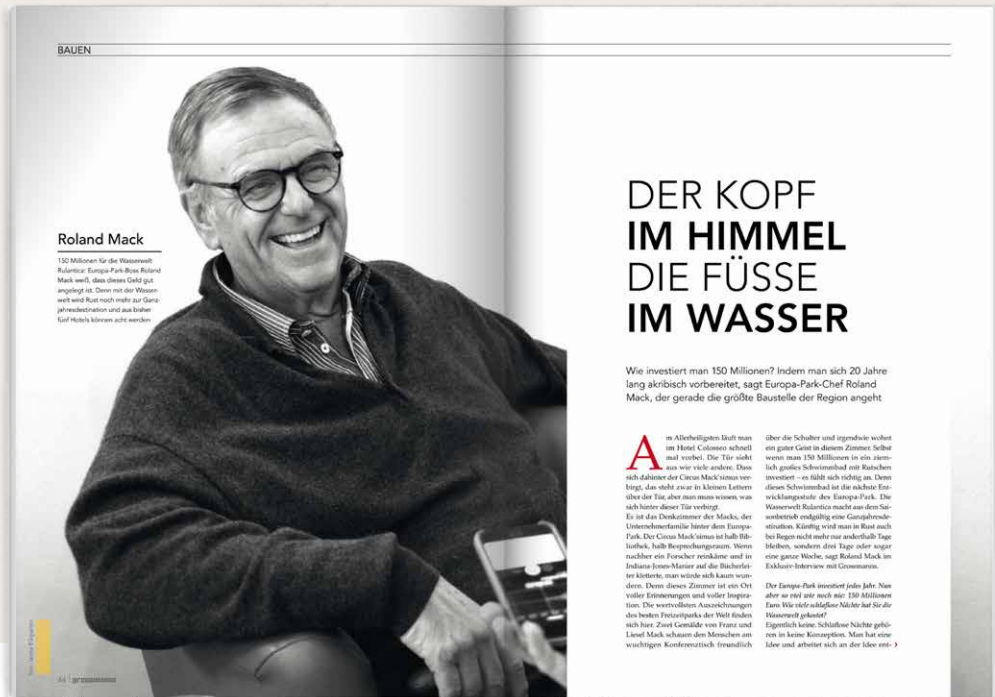 BAUEN
Roland Mack
150 Millionen für die Wasserwelt
Rulantica: Europa-Park-Boss Roland
Mack weiß, dass dieses Geld gut
angelegt ist. Denn mit der Wasser-
welt wird Rust noch mehr zur Ganz-
jahresdestination und aus bisher
fünf Hotels können acht werden
DER KOPF
IM HIMMEL
DIE FÜSSE
IM WASSER
Wie investiert man 150 Millionen? Indem man sich 20 Jahre
lang akribisch vorbereitet, sagt Europa-Park-Chef Roland
Mack, der gerade die größte Baustelle der Region angeht
Am Allerheiligsten läuft man
im Hotel Colosseo schnell
mal vorbei. Die Tür sieht
aus wie viele andere. Dass
sich dahinter der Circus Mack'simus ver-
birgt, das steht zwar in kleinen Lettern
über der Tür, aber man muss wissen, was
sich hinter dieser Tür verbirgt.
Es ist das Denkzimmer der Macks, der
Unternehmerfamilie hinter dem Europa-
Park. Der Circus Mack'simus ist halb Bib-
liothek, halb Besprechungsraum. Wenn
nachher ein Forscher reinkäme und in
Indiana-Jones-Manier auf die Bücherlei-
ter kletterte, man würde sich kaum wun-
dern. Denn dieses Zimmer ist ein Ort
voller Erinnerungen und voller Inspira-
tion. Die wertvollsten Auszeichnungen
des besten Freizeitparks der Welt finden
sich hier. Zwei Gemälde von Franz und
Liesel Mack schauen den Menschen am
wuchtigen Konferenztisch freundlich
über die Schulter und irgendwie wohnt
ein guter Geist in diesem Zimmer. Selbst
wenn man 150 Millionen in ein ziem-
lich großes Schwimmbad mit Rutschen
investiert – es fühlt sich richtig an. Denn
dieses Schwimmbad ist die nächste Ent-
wicklungsstufe des Europa-Park. Die
Wasserwelt Rulantica macht aus dem Sai-
sonbetrieb endgültig eine Ganzjahresde-
stination. Künftig wird man in Rust auch
bei Regen nicht mehr nur anderthalb Tage
bleiben, sondern drei Tage oder sogar
eine ganze Woche, sagt Roland Mack im
Exklusiv-Interview mit Grossmanns.
Der Europa-Park investiert jedes Jahr. Nun
aber so viel wie noch nie: 150 Millionen
Euro. Wie viele schlaflose Nächte hat Sie die
Wasserwelt gekostet?
Eigentlich keine. Schlaflose Nächte gehö-
ren in keine Konzeption. Man hat eine
Idee und arbeitet sich an der Idee ent-